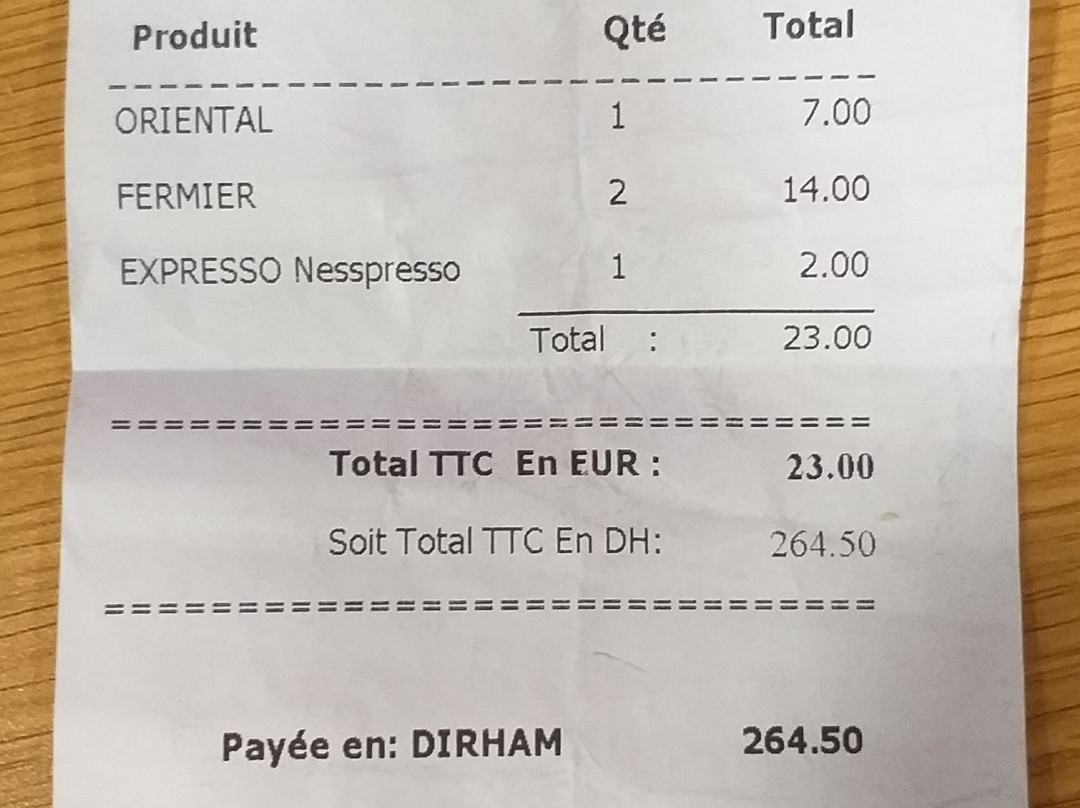 Produit Qté Total
------------------------------
ORIENTAL 1 7.00
FERMIER 2 14.00
EXPRESSO Nesspresso 1 2.00
Total : 23.00
==============================
Total TTC En EUR : 23.00
Soit Total TTC En DH: 264.50
==============================
Payée en: DIRHAM 264.50